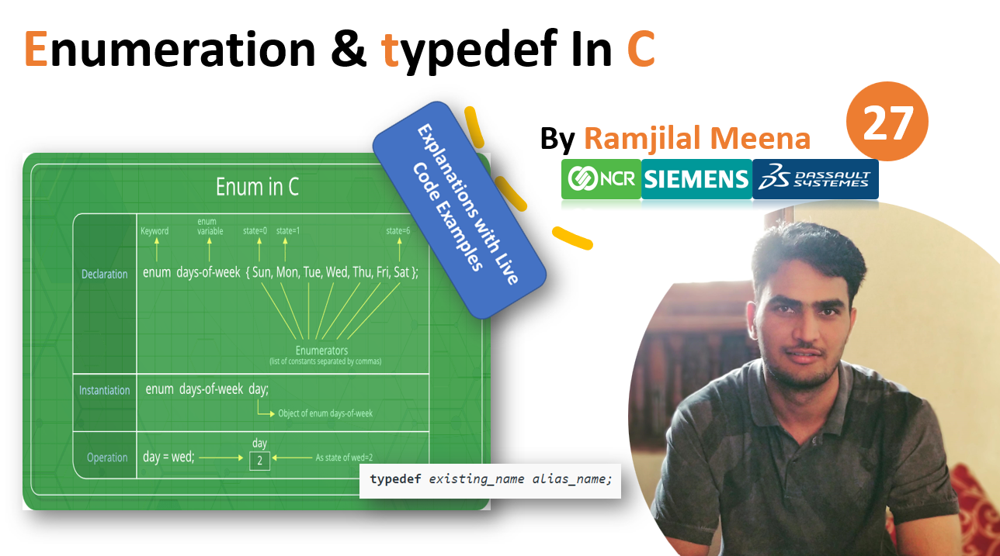 Enumeration & typedef In C
27
By Ramjilal Meena
NCR SIEMENS DASSAULT SYSTEMES
Explanations with Live
Code Examples
Enum in C
Keyword
enum
variable
state=0 state=1 state=6
Declaration
enum days-of-week { Sun, Mon, Tue, Wed, Thu, Fri, Sat };
Enumerators
(list of constants separated by commas)
Instantiation
enum days-of-week day;
Object of enum days-of-week
day
Operation
day = wed; 2 As state of wed=2
typedef existing_name alias_name;